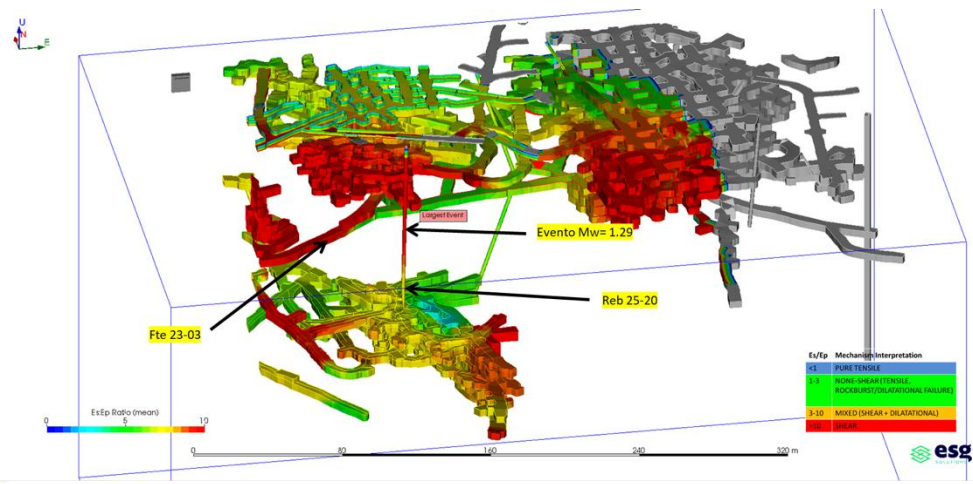 U
N
E
Largest Event
Evento Mw= 1.29
Reb 25-20
Fte 23-03
Es/Ep Mechanism Interpretation
<1 PURE TENSILE
1-3 NONE-SHEAR (TENSILE,
ROCKBURST/DILATATIONAL FAILURE)
3-10 MIXED (SHEAR + DILATATIONAL)
>10 SHEAR
Es:Ep Ratio (mean)
0 5 10
0 80 160 240 320 m
esg
SOLUTIONS